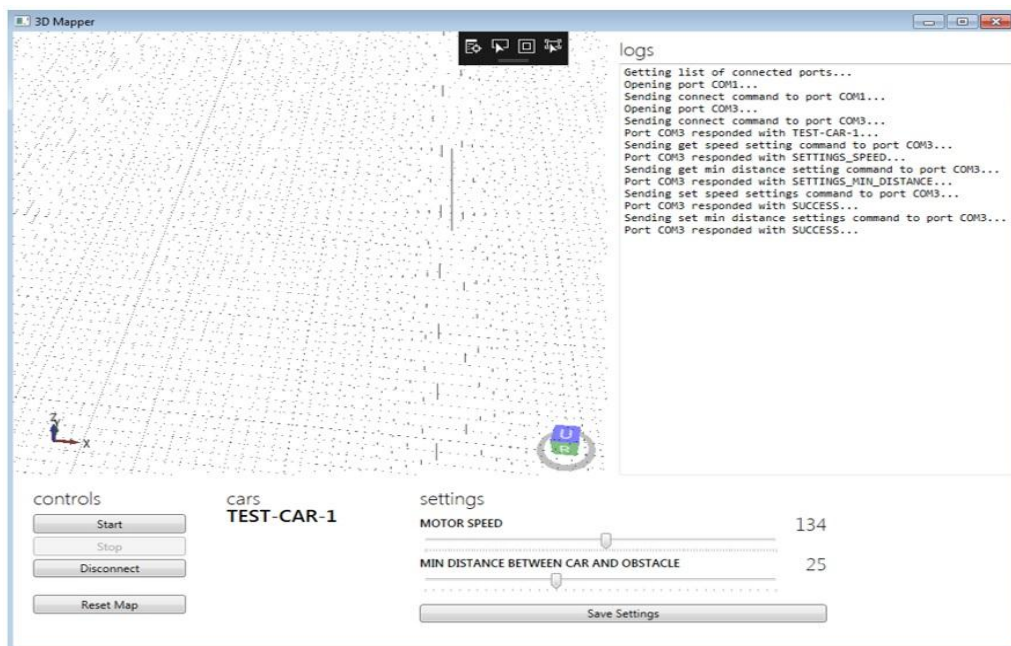 3D Mapper
logs
Getting list of connected ports...
Opening port COM1...
Sending connect command to port COM1...
Opening port COM3...
Sending connect command to port COM3...
Port COM3 responded with TEST-CAR-1...
Sending get speed setting command to port COM3...
Port COM3 responded with SETTINGS_SPEED...
Sending get min distance setting command to port COM3...
Port COM3 responded with SETTINGS_MIN_DISTANCE...
Sending set speed settings command to port COM3...
Port COM3 responded with SUCCESS...
Sending set min distance settings command to port COM3...
Port COM3 responded with SUCCESS...
Z
Y
X
U
R
controls
Start
Stop
Disconnect
Reset Map
cars
TEST-CAR-1
settings
MOTOR SPEED 134
MIN DISTANCE BETWEEN CAR AND OBSTACLE 25
Save Settings